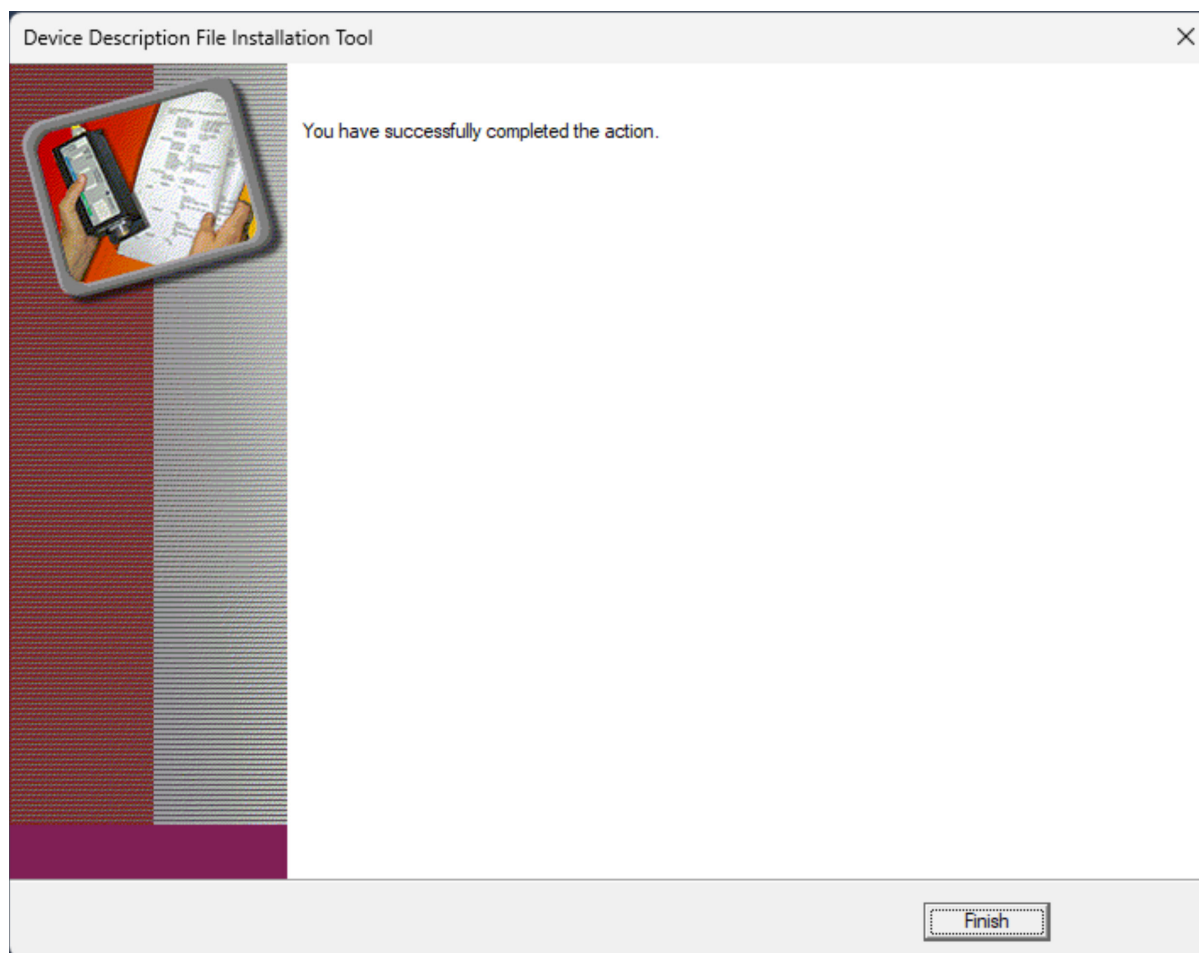 Device Description File Installation Tool
You have successfully completed the action.
Finish